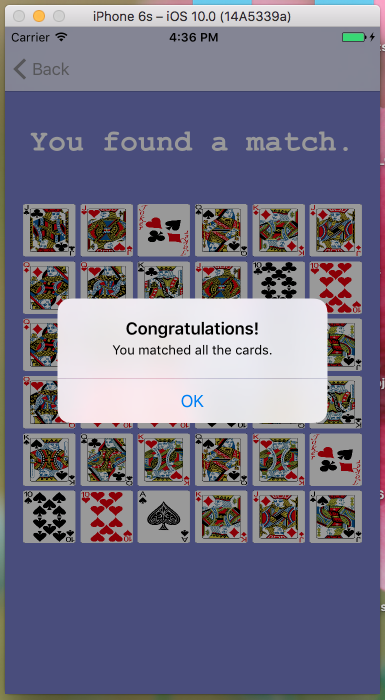 iPhone 6s – iOS 10.0 (14A5339a)
Carrier 4:36 PM
Back
You found a match.
Congratulations!
You matched all the cards.
OK